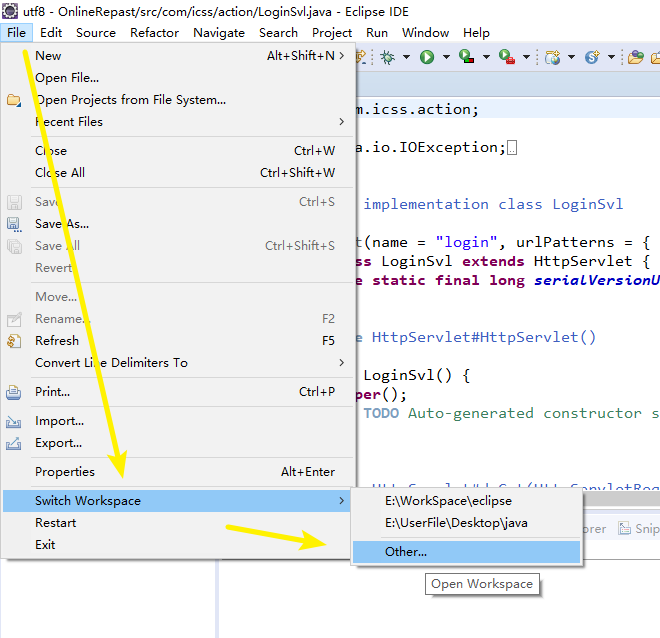 utf8 - OnlineRepast/src/com/icss/action/LoginSvl.java - Eclipse IDE
File Edit Source Refactor Navigate Search Project Run Window Help
New Alt+Shift+N >
Open File...
Open Projects from File System...
Recent Files >
Close Ctrl+W
Close All Ctrl+Shift+W
Save Ctrl+S
Save As...
Save All Ctrl+Shift+S
Revert
Move...
Rename... F2
Refresh F5
Convert Line Delimiters To >
Print... Ctrl+P
Import...
Export...
Properties Alt+Enter
Switch Workspace >
Restart
Exit
E:\WorkSpace\eclipse
E:\UserFile\Desktop\java
Other...
Open Workspace
m.icss.action;
a.io.IOException;
implementation class LoginSvl
t(name = "login", urlPatterns = {
ss LoginSvl extends HttpServlet {
e static final long serialVersionU
e HttpServlet#HttpServlet()
LoginSvl() {
per();
TODO Auto-generated constructor s
orer Snip